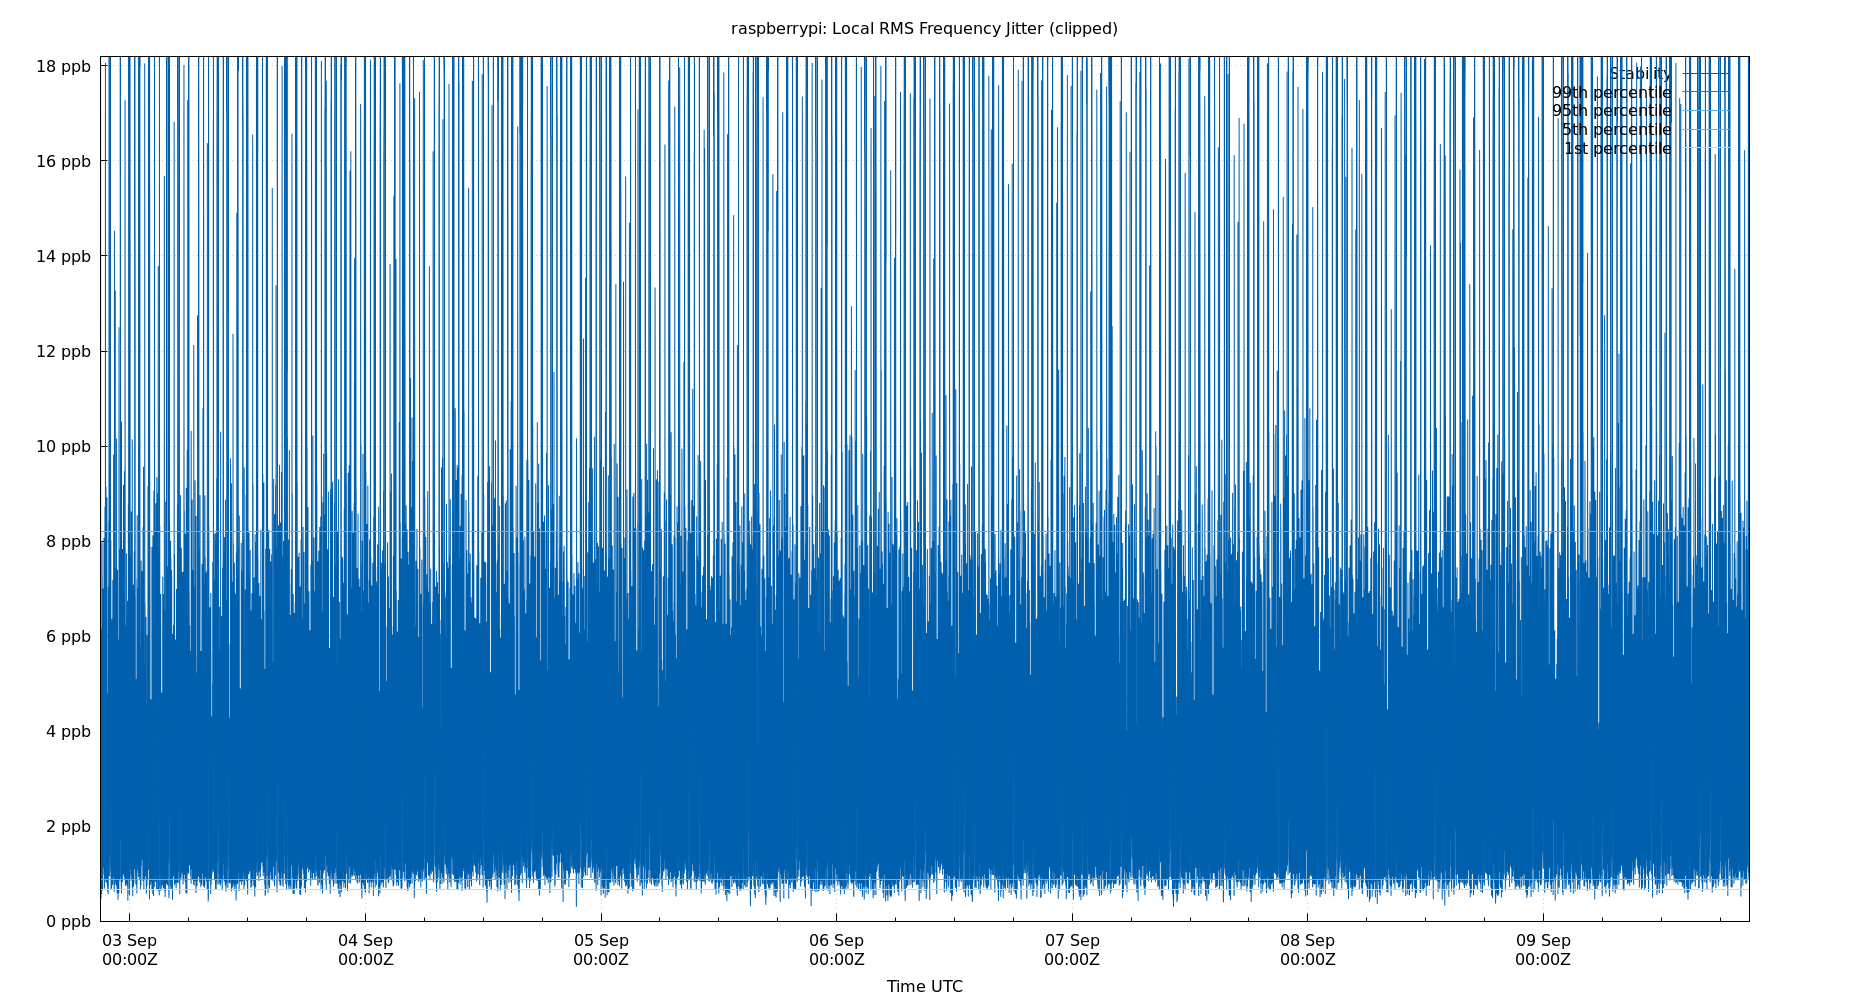 raspberrypi: Local RMS Frequency Jitter (clipped)
18 ppb
16 ppb
14 ppb
12 ppb
10 ppb
8 ppb
6 ppb
4 ppb
2 ppb
0 ppb
Stability
99th percentile
95th percentile
5th percentile
1st percentile
03 Sep
00:00Z
04 Sep
00:00Z
05 Sep
00:00Z
06 Sep
00:00Z
07 Sep
00:00Z
08 Sep
00:00Z
09 Sep
00:00Z
Time UTC